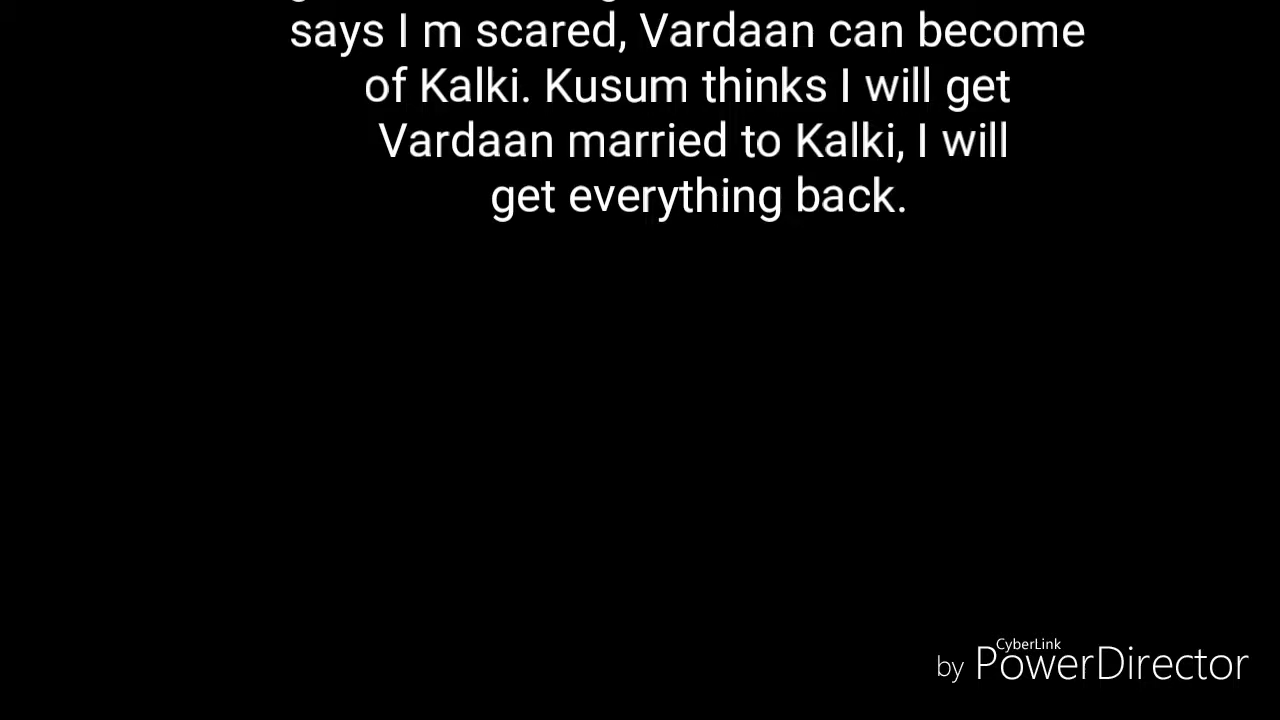 says I m scared, Vardaan can become
of Kalki. Kusum thinks I will get
Vardaan married to Kalki, I will
get everything back.
CyberLink
by PowerDirector